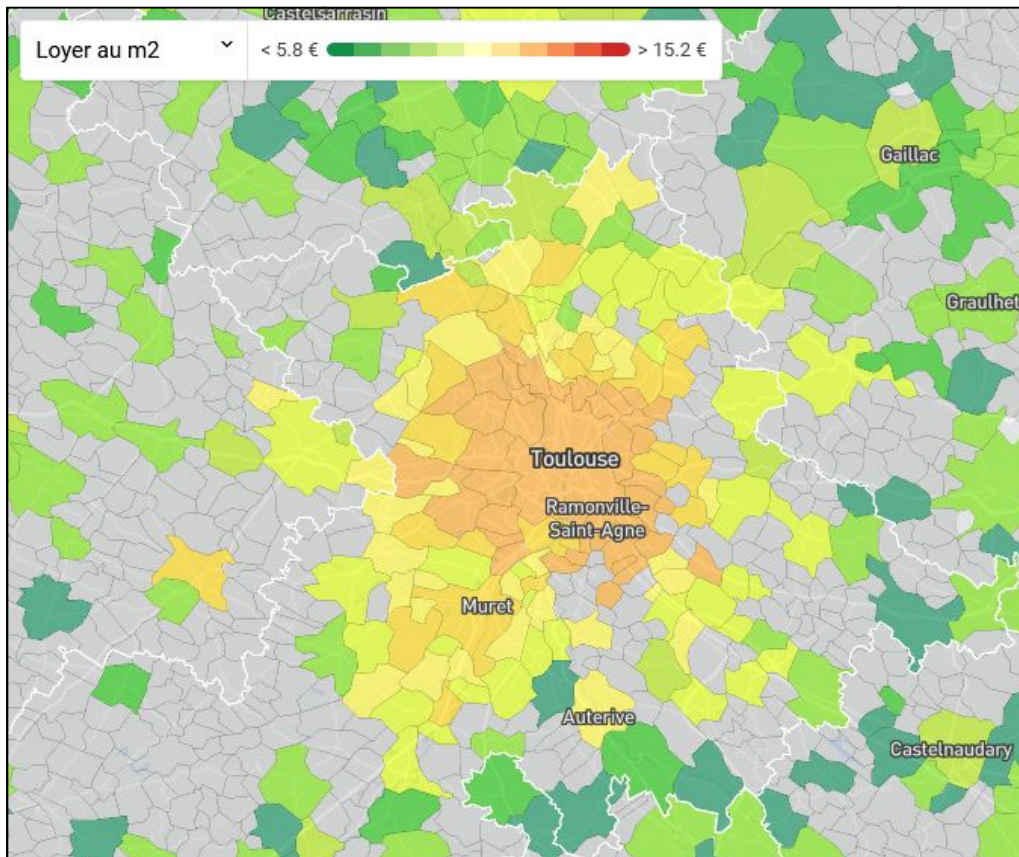 Castelsarrasin
Loyer au m2
< 5.8 €
> 15.2 €
Gaillac
Graulhet
Toulouse
Ramonville-
Saint-Agne
Muret
Auterive
Castelnaudary